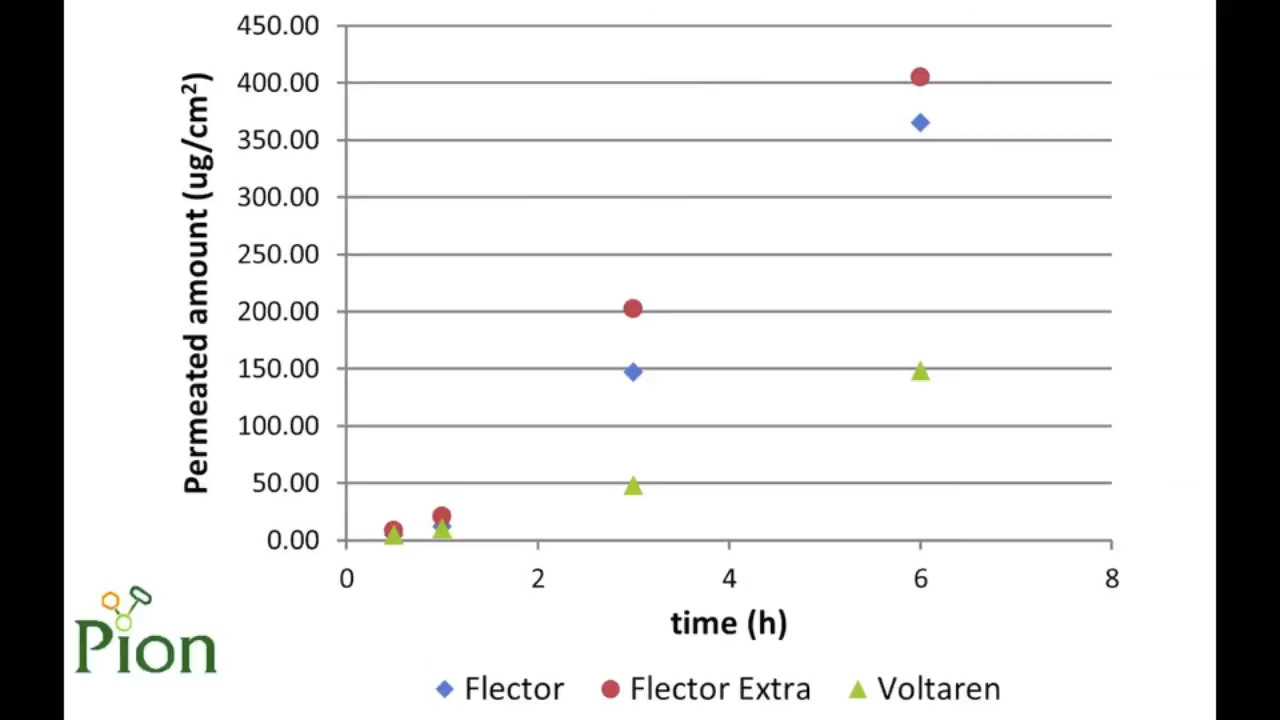 450.00
400.00
350.00
300.00
250.00
200.00
150.00
100.00
50.00
0.00
Permeated amount (ug/cm²)
0 2 4 6 8
time (h)
Pion
Flector Flector Extra Voltaren